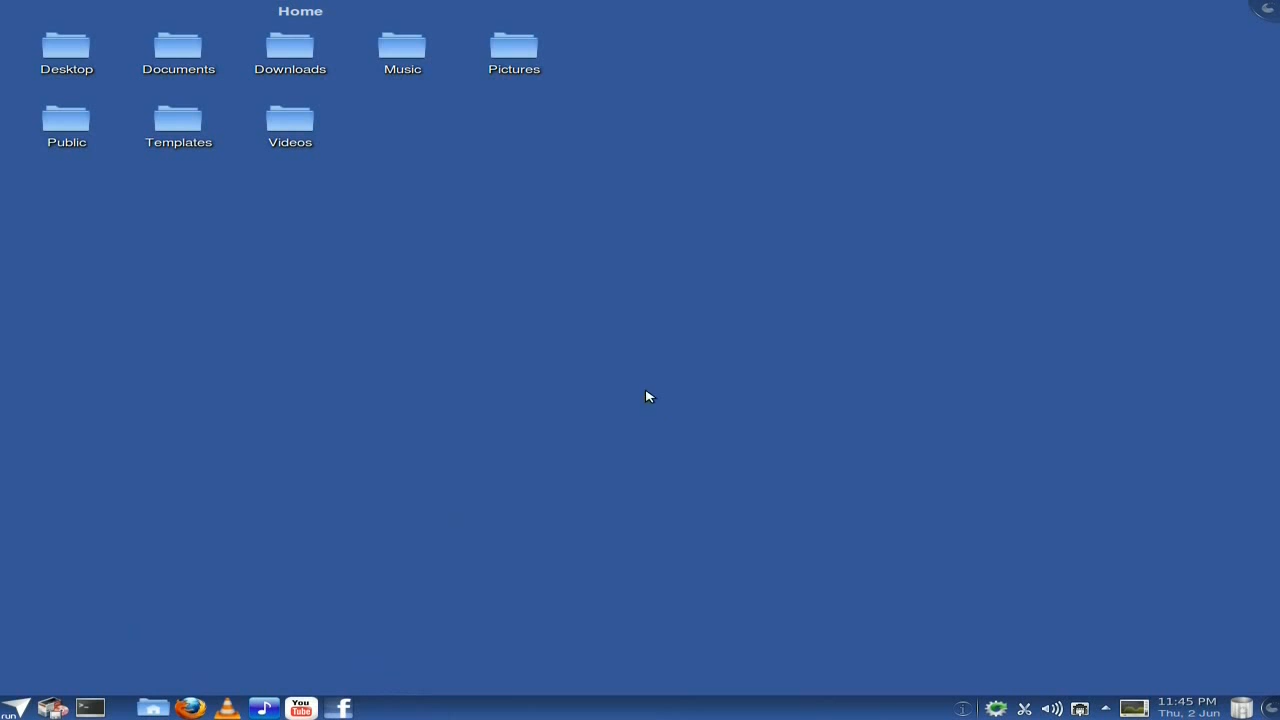 Home
Desktop Documents Downloads Music Pictures
Public Templates Videos
run
You
Tube
f
11:45 PM
Thu, 2 Jun